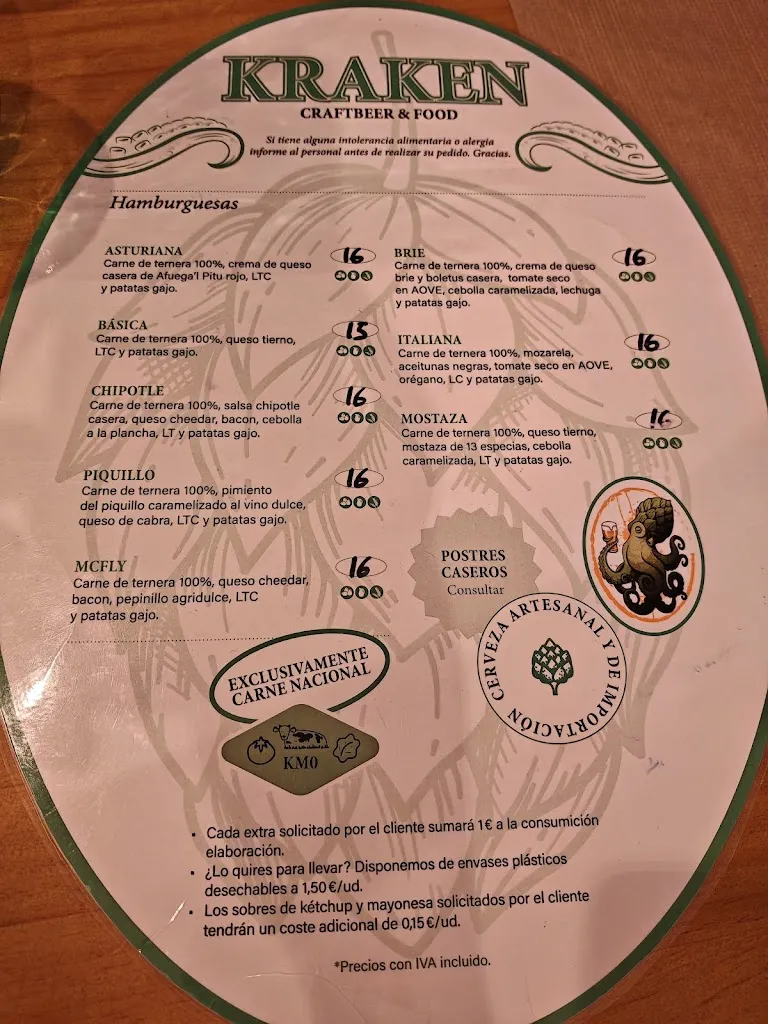 KRAKEN
CRAFTBEER & FOOD
Si tiene alguna intolerancia alimentaria o alergia
informe al personal antes de realizar su pedido. Gracias.
Hamburguesas
ASTURIANA 16
Carne de ternera 100%, crema de queso
casera de Afuega'l Pitu rojo, LTC
y patatas gajo.
BÁSICA 15
Carne de ternera 100%, queso tierno,
LTC y patatas gajo.
CHIPOTLE 16
Carne de ternera 100%, salsa chipotle
casera, queso cheedar, bacon, cebolla
a la plancha, LT y patatas gajo.
PIQUILLO 16
Carne de ternera 100%, pimiento
del piquillo caramelizado al vino dulce,
queso de cabra, LTC y patatas gajo.
MCFLY 16
Carne de ternera 100%, queso cheedar,
bacon, pepinillo agridulce, LTC
y patatas gajo.
BRIE 16
Carne de ternera 100%, crema de queso
brie y boletus casera, tomate seco
en AOVE, cebolla caramelizada, lechuga
y patatas gajo.
ITALIANA 16
Carne de ternera 100%, mozarela,
aceitunas negras, tomate seco en AOVE,
orégano, LC y patatas gajo.
MOSTAZA 16
Carne de ternera 100%, queso tierno,
mostaza de 13 especias, cebolla
caramelizada, LT y patatas gajo.
POSTRES
CASEROS
Consultar
CERVEZA ARTESANAL Y DE IMPORTACIÓN
EXCLUSIVAMENTE
CARNE NACIONAL
KM0
• Cada extra solicitado por el cliente sumará 1€ a la consumición
elaboración.
• ¿Lo quires para llevar? Disponemos de envases plásticos
desechables a 1,50€/ud.
• Los sobres de kétchup y mayonesa solicitados por el cliente
tendrán un coste adicional de 0,15€/ud.
*Precios con IVA incluido.